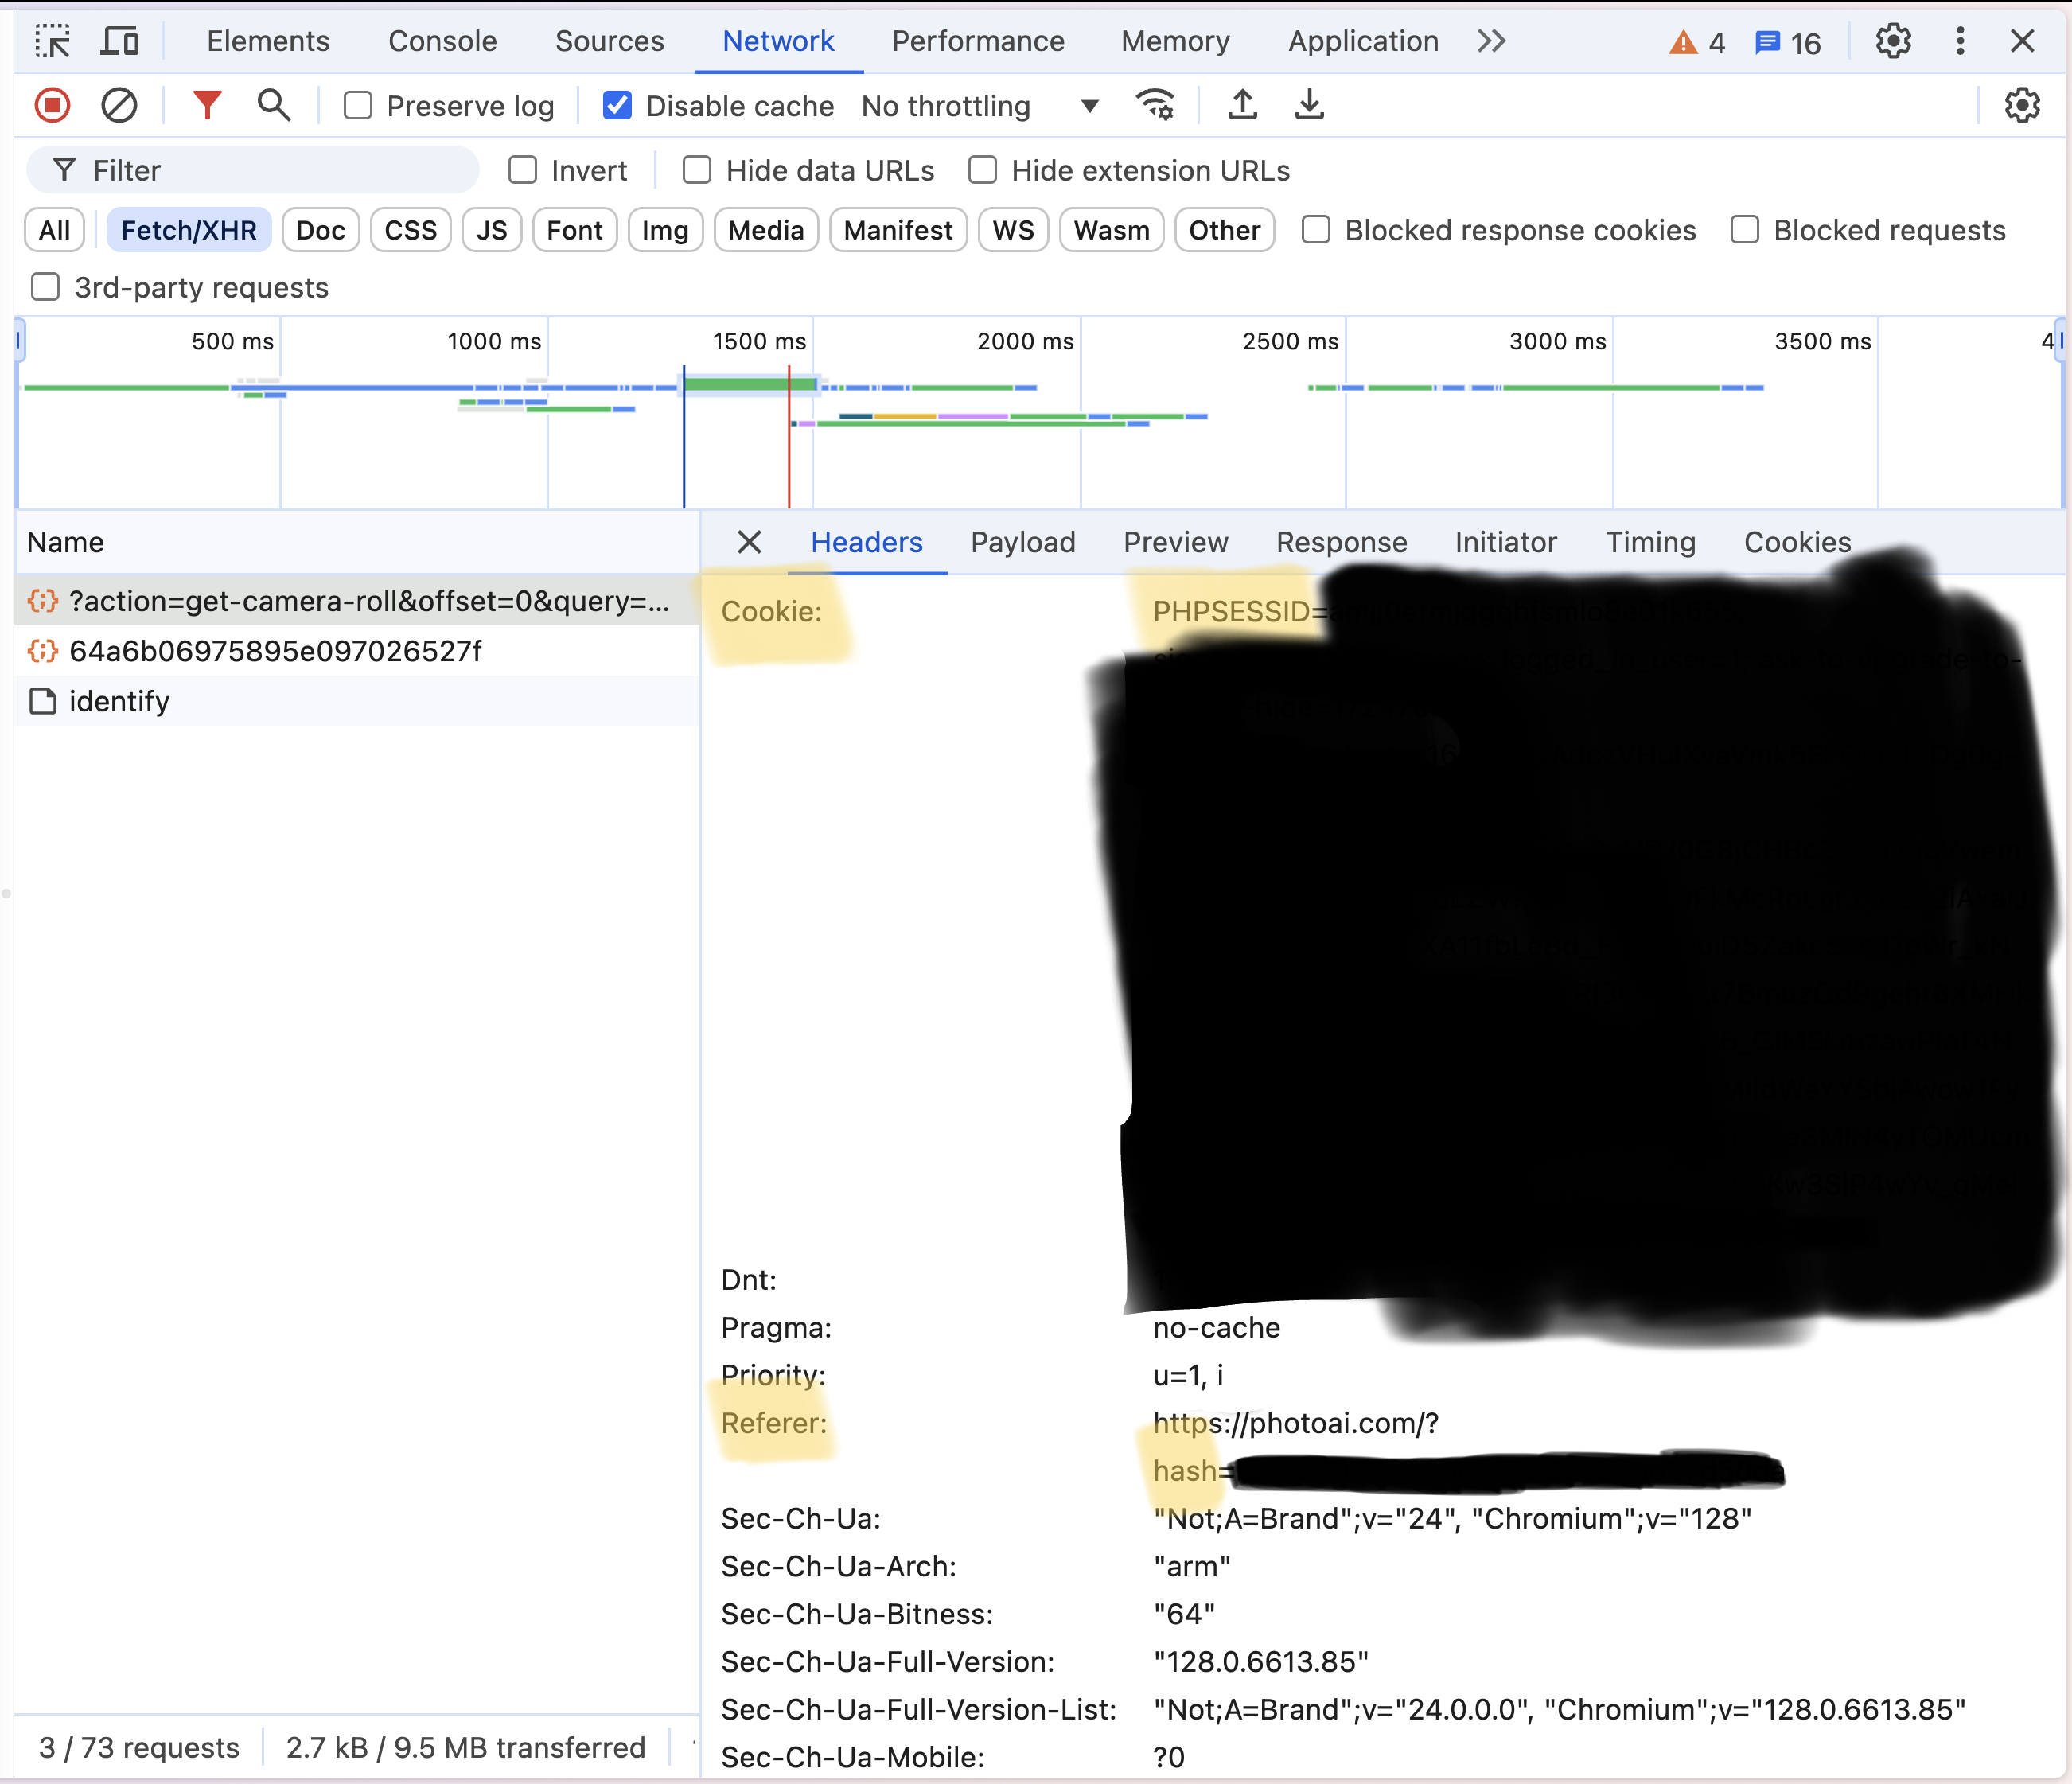 Elements Console Sources Network Performance Memory Application 4 16
Preserve log Disable cache No throttling
Filter Invert Hide data URLs Hide extension URLs
All Fetch/XHR Doc CSS JS Font Img Media Manifest WS Wasm Other Blocked response cookies Blocked requests
3rd-party requests
500 ms 1000 ms 1500 ms 2000 ms 2500 ms 3000 ms 3500 ms 4
Name
Headers Payload Preview Response Initiator Timing Cookies
?action=get-camera-roll&offset=0&query=...
64a6b06975895e097026527f
identify
Cookie: PHPSESSID=
Dnt:
Pragma: no-cache
Priority: u=1, i
Referer: https://photoai.com/?
hash=
Sec-Ch-Ua: "Not;A=Brand";v="24", "Chromium";v="128"
Sec-Ch-Ua-Arch: "arm"
Sec-Ch-Ua-Bitness: "64"
Sec-Ch-Ua-Full-Version: "128.0.6613.85"
Sec-Ch-Ua-Full-Version-List: "Not;A=Brand";v="24.0.0.0", "Chromium";v="128.0.6613.85"
Sec-Ch-Ua-Mobile: ?0
3 / 73 requests 2.7 kB / 9.5 MB transferred